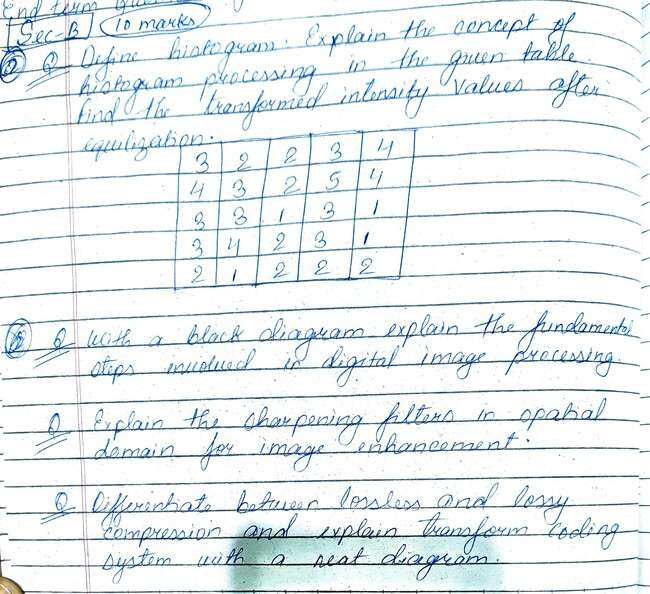 End term
Sec-B 10 marks
Q Define histogram. Explain the concept of
histogram processing in the given table.
find the transformed intensity values after
equilization.
3 2 2 3 4
4 3 2 5 4
3 3 1 3 1
3 4 2 3 1
2 1 2 2 2
Q With a block diagram explain the fundamental
steps involved in digital image processing.
Q Explain the sharpening filters in spatial
domain for image enhancement.
Q Differentiate between lossless and lossy
compression and explain transform coding
system with a neat diagram.